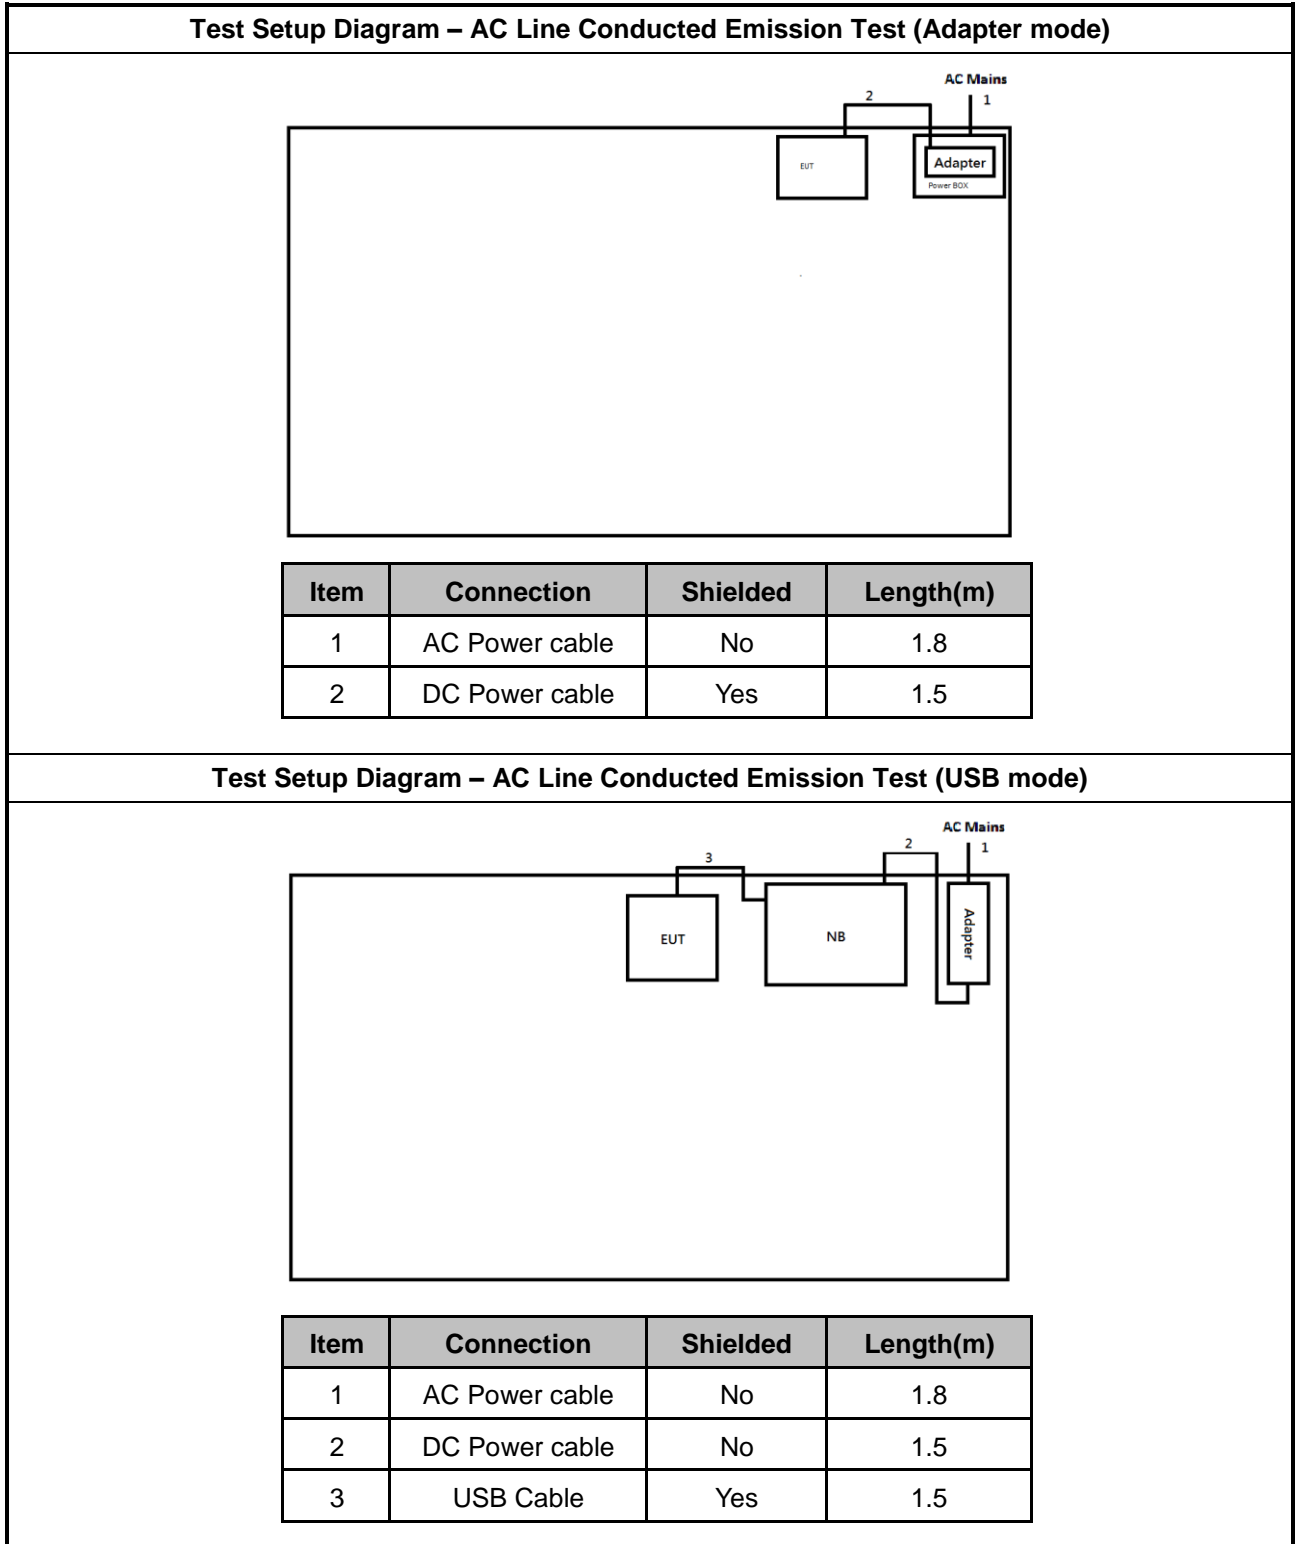 Test Setup Diagram – AC Line Conducted Emission Test (Adapter mode)
AC Mains
2
1
EUT
Adapter
Power BOX
Item Connection Shielded Length(m)
1 AC Power cable No 1.8
2 DC Power cable Yes 1.5
Test Setup Diagram – AC Line Conducted Emission Test (USB mode)
AC Mains
3
2
1
EUT
NB
Adapter
Item Connection Shielded Length(m)
1 AC Power cable No 1.8
2 DC Power cable No 1.5
3 USB Cable Yes 1.5